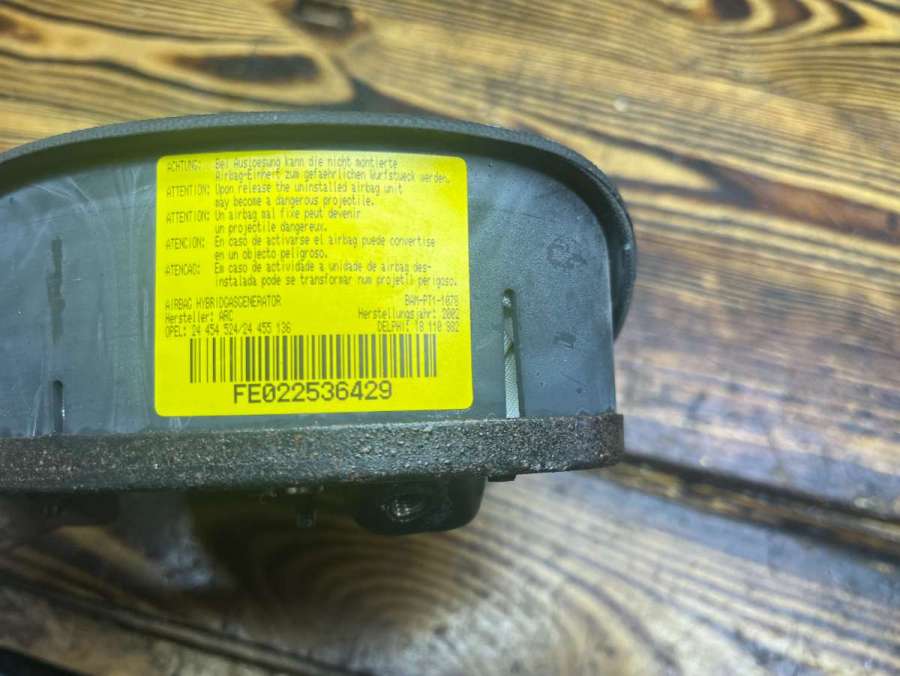 ACHTUNG: Bei Ausloesung kann die nicht montierte
Airbag-Einheit zum gefaehrlichen Wurfstueck werden.
ATTENTION: Upon release the uninstalled airbag unit
may become a dangerous projectile.
ATTENTION: Un airbag mal fixe peut devenir
un projectile dangereux.
ATENCION: En caso de activarse el airbag puede convertise
en un objecto peligroso.
ATENCAO: Em caso de actividade a unidade de airbag des-
instalada pode se transformar num projetil perigoso.
AIRBAG HYBRIDGASGENERATOR BAM-PT1-1078
Hersteller: ARC Herstellungsjahr: 2002
OPEL: 24 454 524/24 455 136 DELPHI: 18 110 982
FE022536429